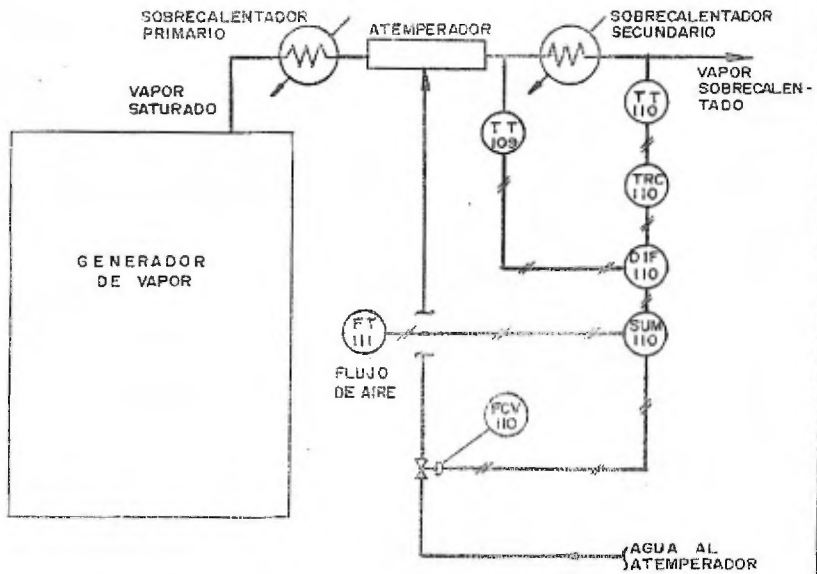 SOBRECALENTADOR
PRIMARIO
ATEMPERADOR
SOBRECALENTADOR
SECUNDARIO
VAPOR
SATURADO
VAPOR
SOBRECALEN-
TADO
TT
109
TT
110
TRC
110
GENERADOR
DE VAPOR
DIF
110
FT
111
SUM
110
FLUJO
DE AIRE
FCV
110
AGUA AL
ATEMPERADOR